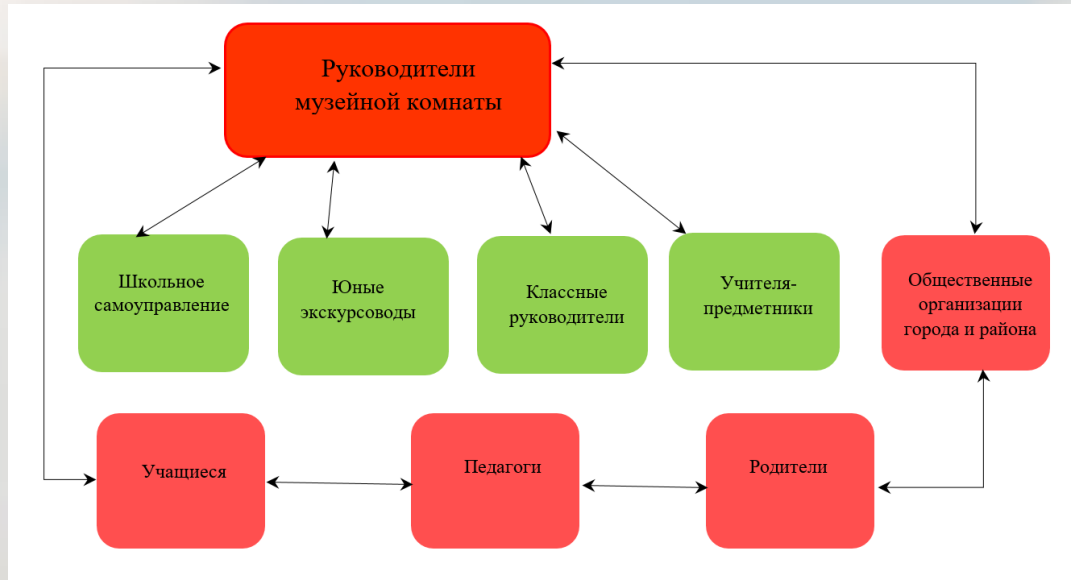 Руководители
музейной комнаты
Школьное
самоуправление
Юные
экскурсоводы
Классные
руководители
Учителя-
предметники
Общественные
организации
города и района
Учащиеся
Педагоги
Родители